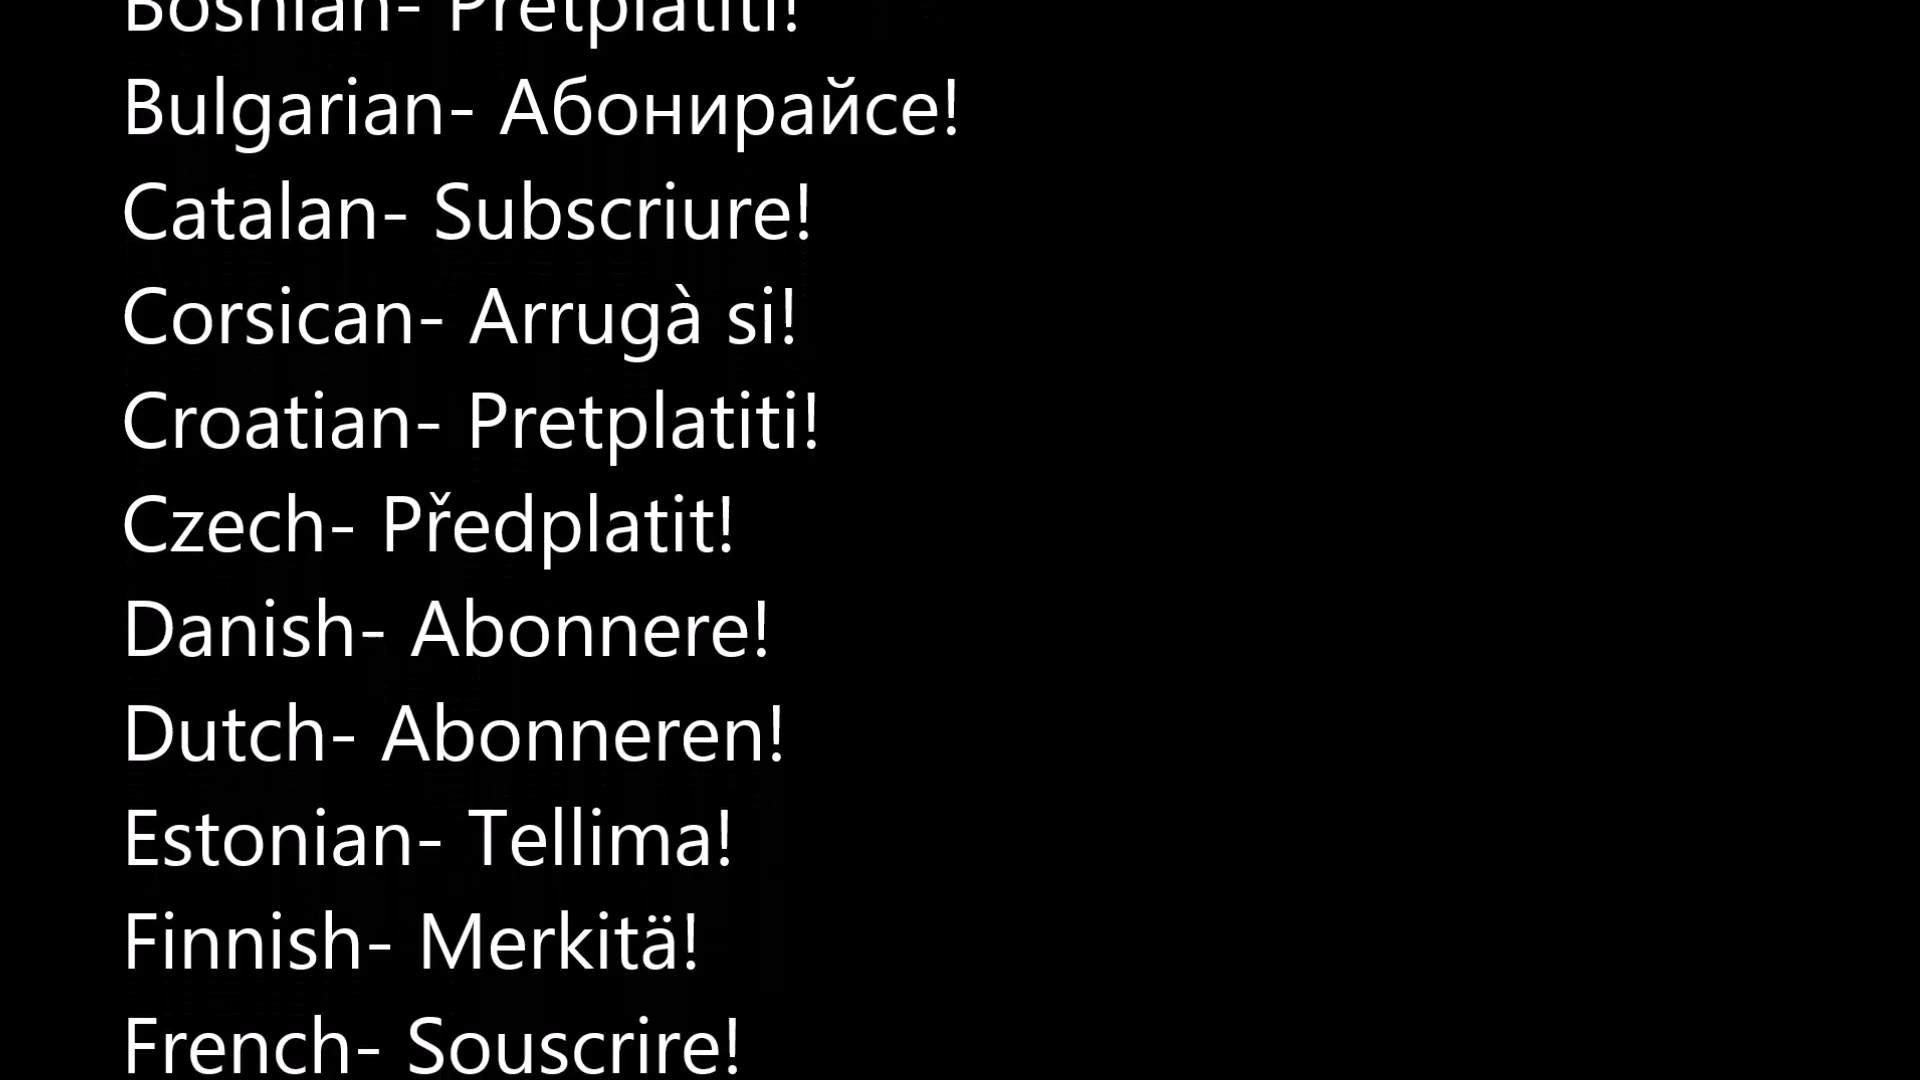 Bosnian- Pretplatiti!
Bulgarian- Абонирайсе!
Catalan- Subscriure!
Corsican- Arrugà si!
Croatian- Pretplatiti!
Czech- Předplatit!
Danish- Abonnere!
Dutch- Abonneren!
Estonian- Tellima!
Finnish- Merkitä!
French- Souscrire!